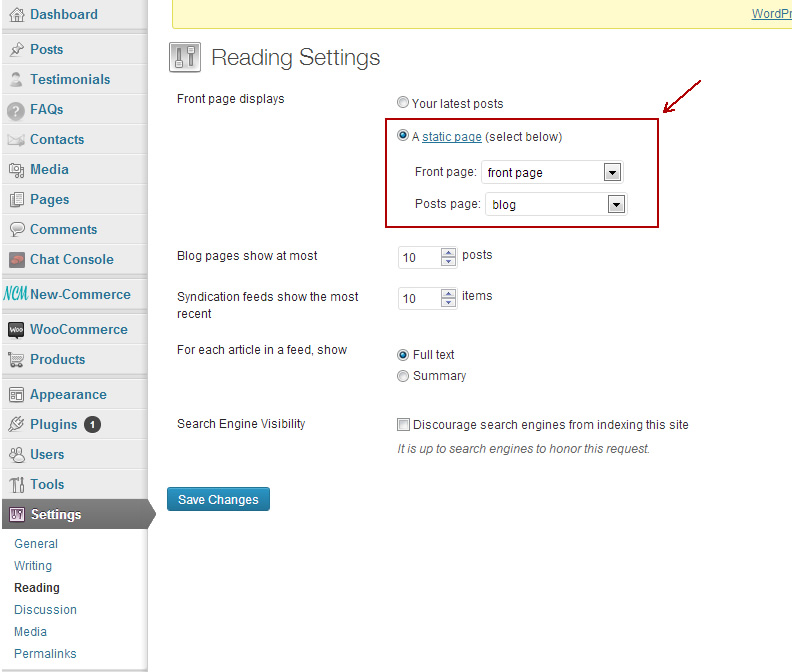 Dashboard
Posts
Testimonials
FAQs
Contacts
Media
Pages
Comments
Chat Console
NCM New-Commerce
Woo WooCommerce
Products
Appearance
Plugins 1
Users
Tools
Settings
General
Writing
Reading
Discussion
Media
Permalinks
WordPr
Reading Settings
Front page displays
Your latest posts
A static page (select below)
Front page: front page
Posts page: blog
Blog pages show at most 10 posts
Syndication feeds show the most
recent
10 items
For each article in a feed, show
Full text
Summary
Search Engine Visibility
Discourage search engines from indexing this site
It is up to search engines to honor this request.
Save Changes